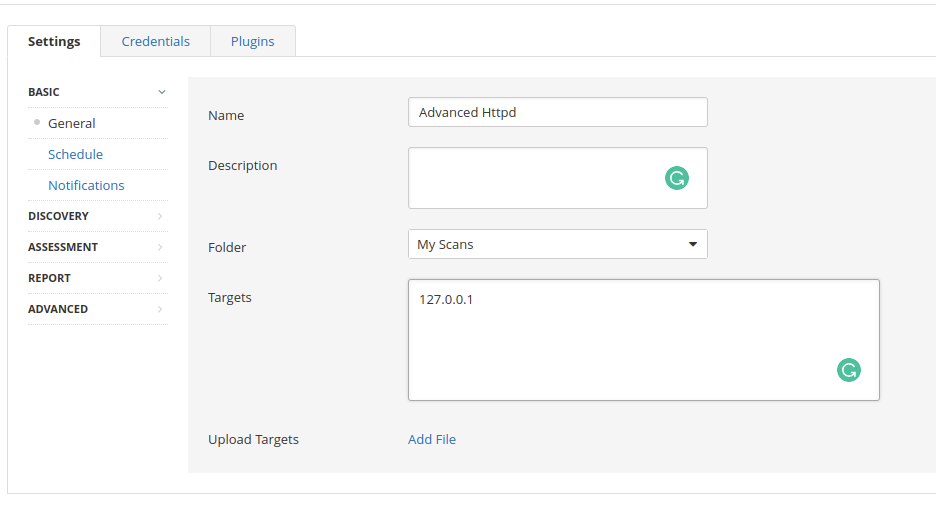 Settings Credentials Plugins
BASIC
General
Schedule
Notifications
DISCOVERY
ASSESSMENT
REPORT
ADVANCED
Name Advanced Httpd
Description
Folder My Scans
Targets 127.0.0.1
Upload Targets Add File